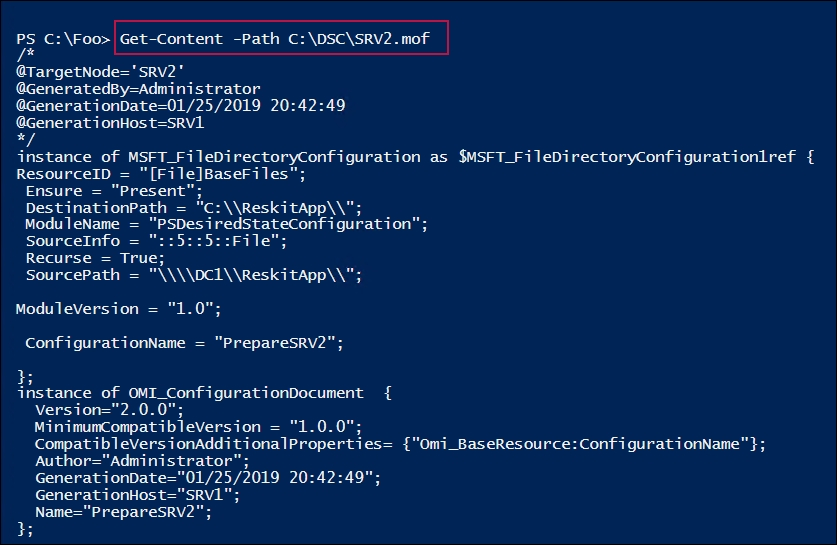 PS C:\Foo> Get-Content -Path C:\DSC\SRV2.mof
/*
@TargetNode='SRV2'
@GeneratedBy=Administrator
@GenerationDate=01/25/2019 20:42:49
@GenerationHost=SRV1
*/
instance of MSFT_FileDirectoryConfiguration as $MSFT_FileDirectoryConfiguration1ref {
ResourceID = "[File]BaseFiles";
 Ensure = "Present";
 DestinationPath = "C:\\ReskitApp\\";
 ModuleName = "PSDesiredStateConfiguration";
 SourceInfo = "::5::5::File";
 Recurse = True;
 SourcePath = "\\\\DC1\\ReskitApp\\";
ModuleVersion = "1.0";
 ConfigurationName = "PrepareSRV2";
};
instance of OMI_ConfigurationDocument  {
  Version="2.0.0";
  MinimumCompatibleVersion = "1.0.0";
  CompatibleVersionAdditionalProperties= {"Omi_BaseResource:ConfigurationName"};
  Author="Administrator";
  GenerationDate="01/25/2019 20:42:49";
  GenerationHost="SRV1";
  Name="PrepareSRV2";
};